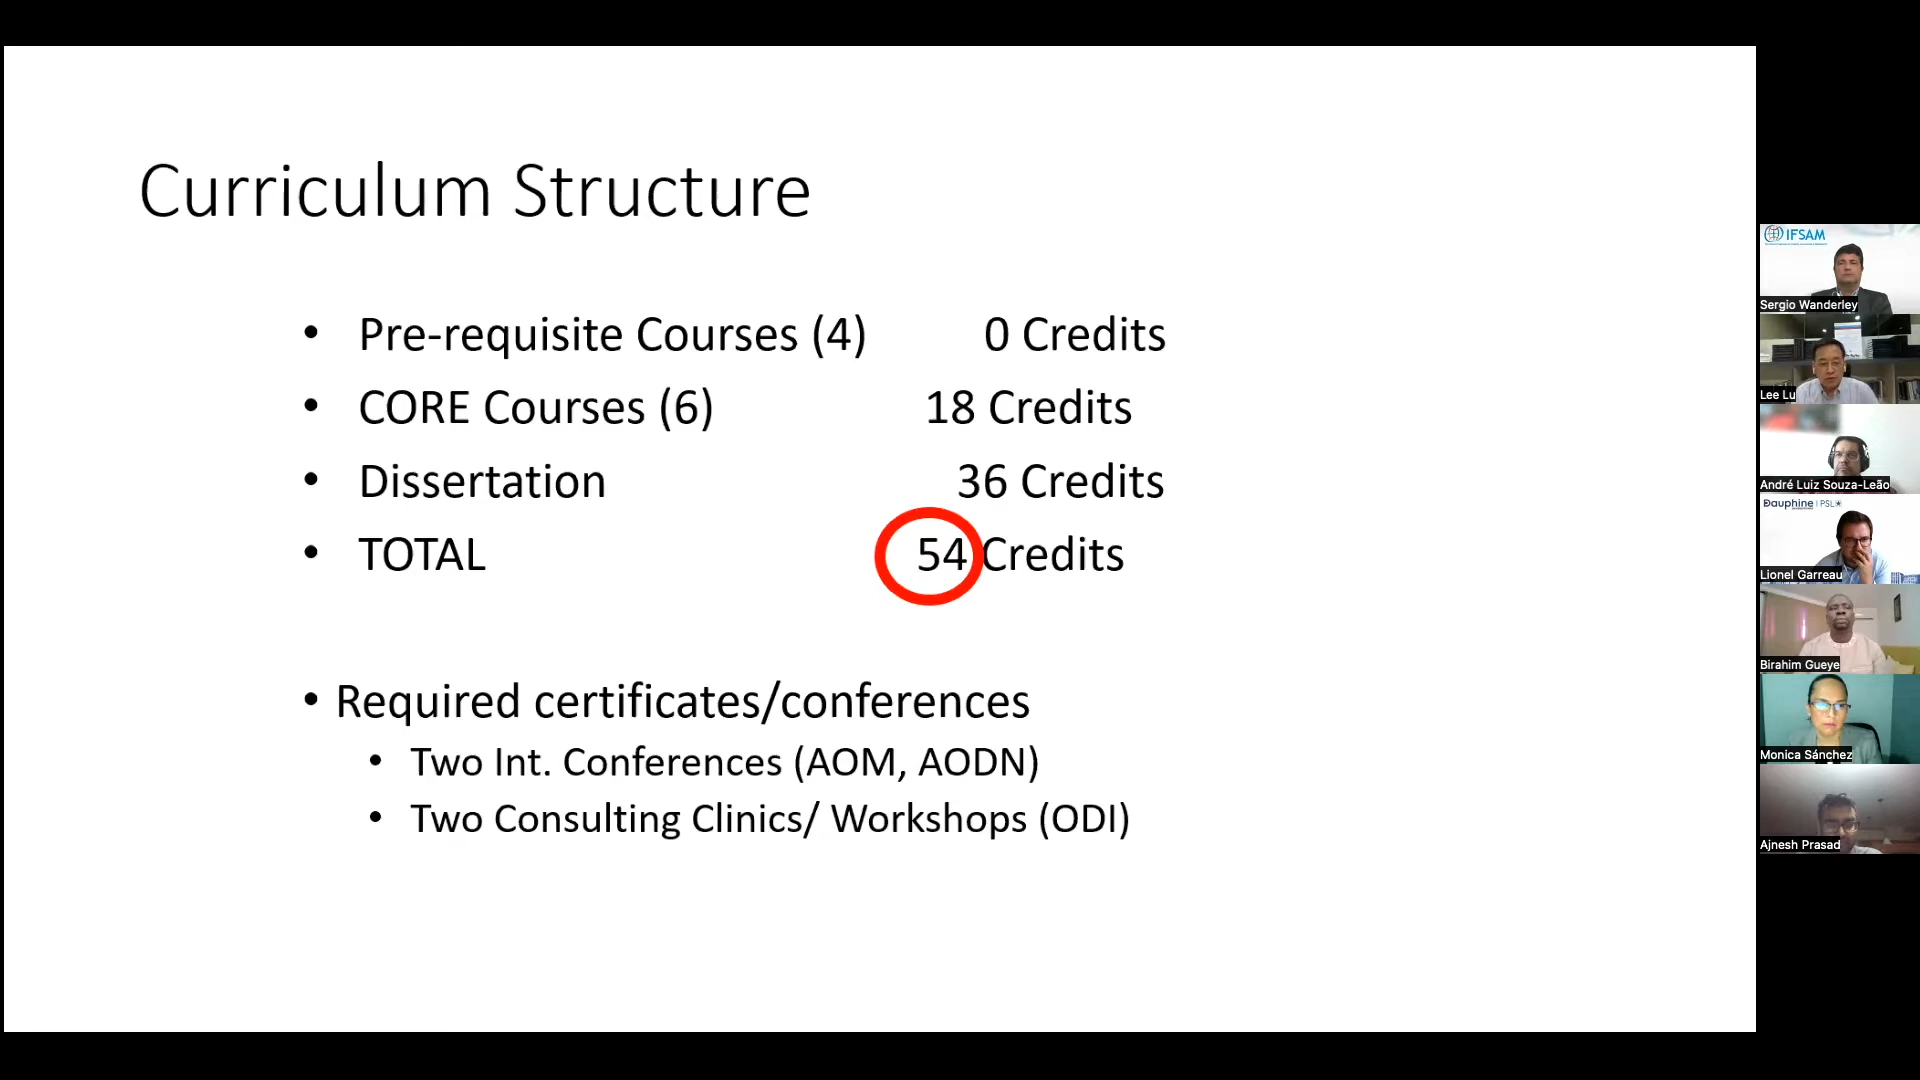 Curriculum Structure
• Pre-requisite Courses (4) 0 Credits
• CORE Courses (6) 18 Credits
• Dissertation 36 Credits
• TOTAL 54 Credits
• Required certificates/conferences
• Two Int. Conferences (AOM, AODN)
• Two Consulting Clinics/ Workshops (ODI)
IFSAM
Sergio Wanderley
Lee Lu
André Luiz Souza-Leão
Dauphine | PSL
Lionel Garreau
Birahim Gueye
Monica Sánchez
Ajnesh Prasad